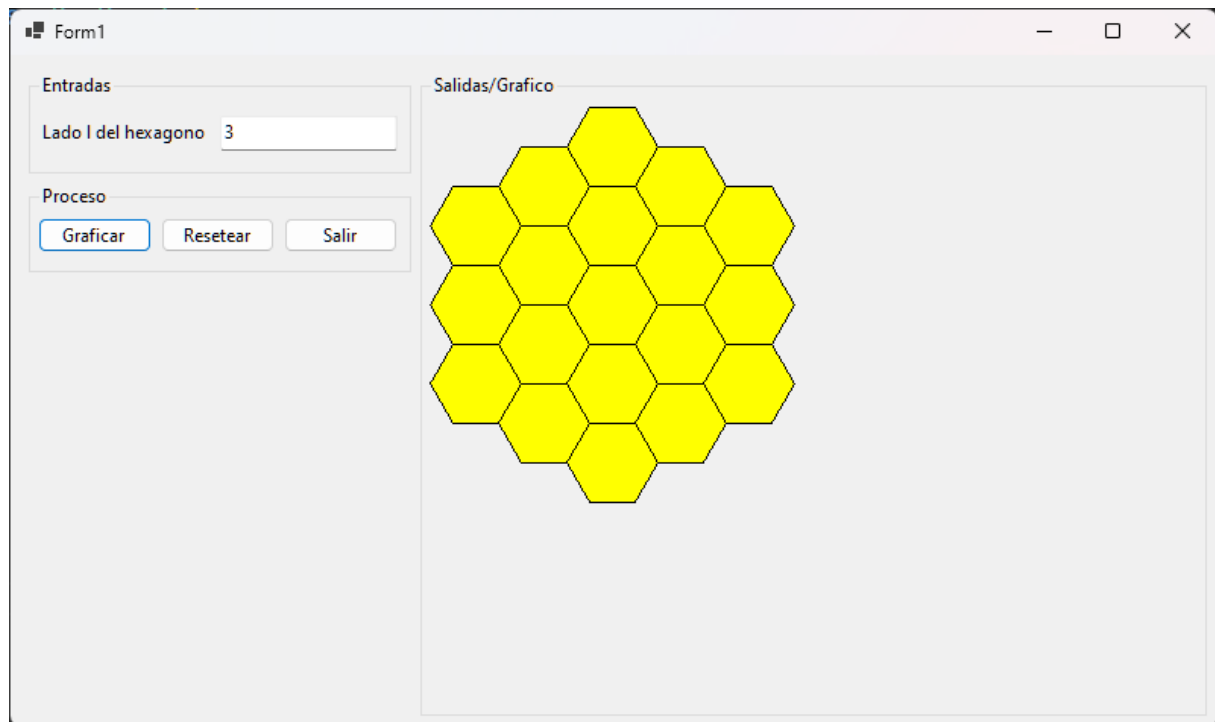 Form1
Entradas
Lado l del hexagono 3
Proceso
Graficar Resetear Salir
Salidas/Grafico